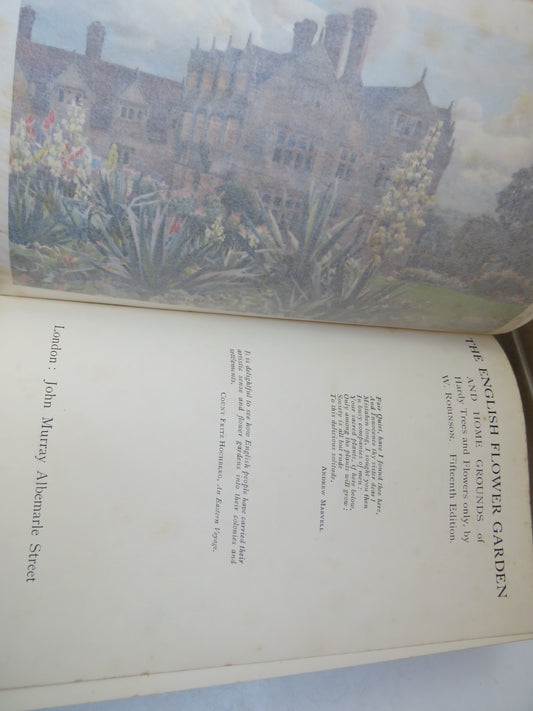 THE ENGLISH FLOWER GARDEN
AND HOME GROUNDS of
Hardy Trees and Flowers only, by
W. ROBINSON. Fifteenth Edition.
Fair Quiet, have I found thee here,
And Innocence thy sister dear!
Mistaken long, I sought you then
In busy companies of men:
Your sacred plants, if here below,
Only among the plants will grow:
Society is all but rude
To this delicious solitude.
ANDREW MARVELL
It is delightful to see how English people have carried their
artistic sense and flower gardens into their colonies and
settlements.
COUNT FRITZ HOCHBERG, An Eastern Voyage.
London: John Murray Albemarle Street